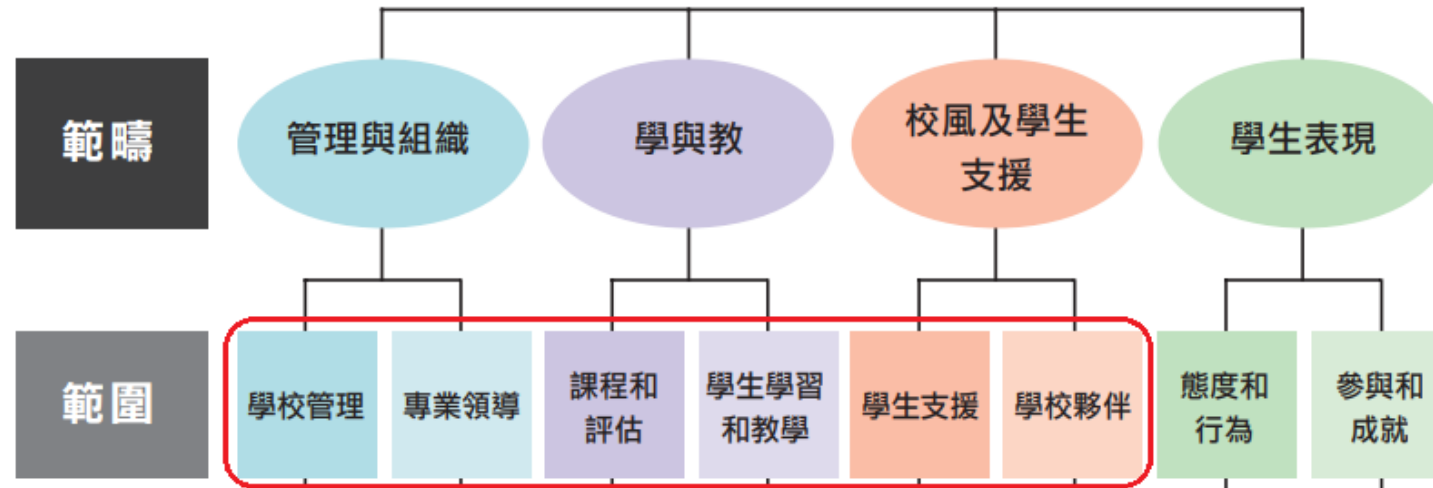 範疇
管理與組織
學與教
校風及學生
支援
學生表現
範圍
學校管理
專業領導
課程和
評估
學生學習
和教學
學生支援
學校夥伴
態度和
行為
參與和
成就